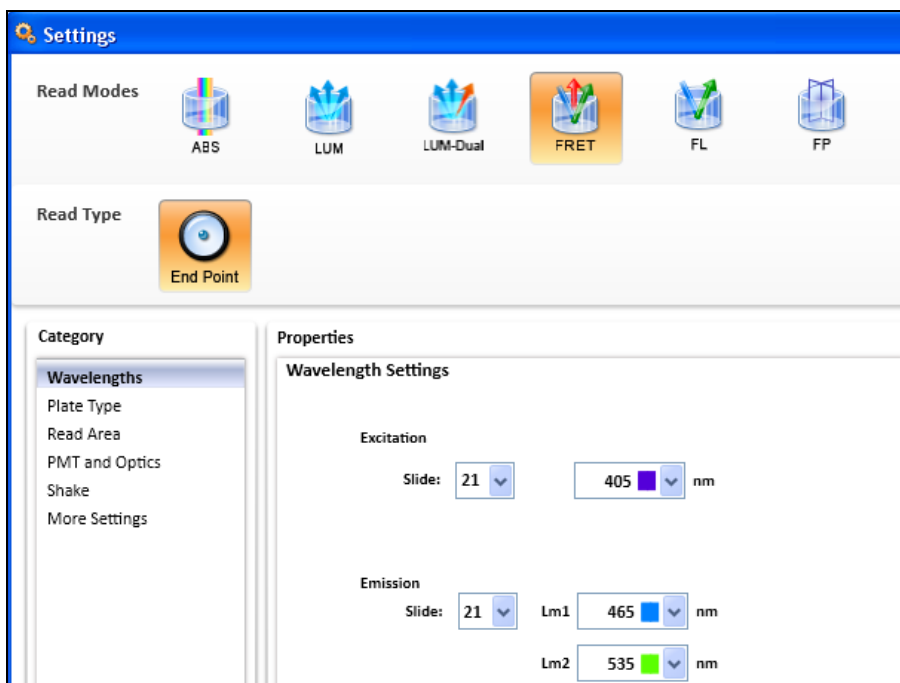 Settings
Read Modes
ABS LUM LUM-Dual FRET FL FP
Read Type
End Point
Category
Wavelengths
Plate Type
Read Area
PMT and Optics
Shake
More Settings
Properties
Wavelength Settings
Excitation
Slide: 21 405 nm
Emission
Slide: 21 Lm1 465 nm
Lm2 535 nm